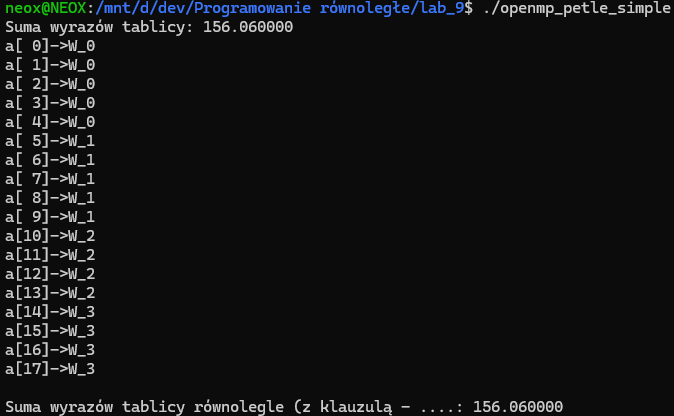 neox@NEOX:/mnt/d/dev/Programowanie równoległe/lab_9$ ./openmp_petle_simple
Suma wyrazów tablicy: 156.060000
a[ 0]->W_0
a[ 1]->W_0
a[ 2]->W_0
a[ 3]->W_0
a[ 4]->W_0
a[ 5]->W_1
a[ 6]->W_1
a[ 7]->W_1
a[ 8]->W_1
a[ 9]->W_1
a[10]->W_2
a[11]->W_2
a[12]->W_2
a[13]->W_2
a[14]->W_3
a[15]->W_3
a[16]->W_3
a[17]->W_3
Suma wyrazów tablicy równolegle (z klauzulą - ....: 156.060000